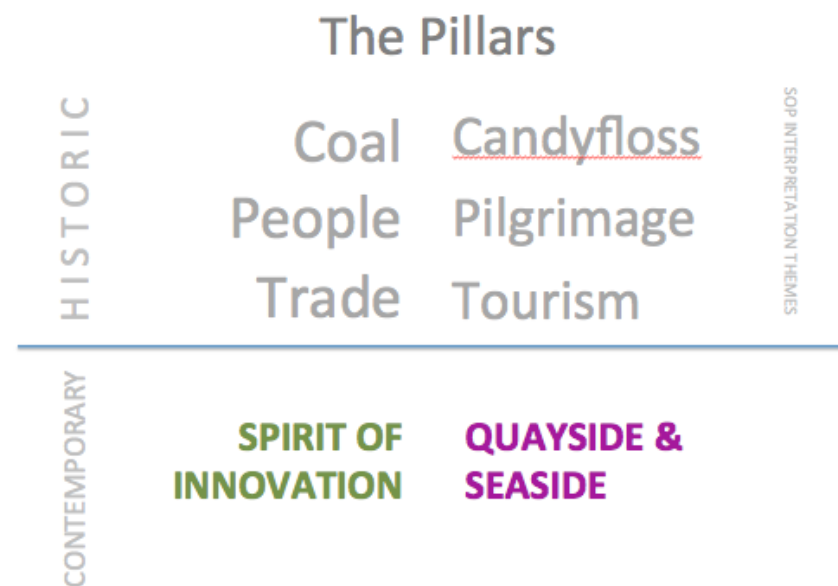 The Pillars
HISTORIC
Coal
Candyfloss
People
Pilgrimage
Trade
Tourism
SOP INTERPRETATION THEMES
CONTEMPORARY
SPIRIT OF
INNOVATION
QUAYSIDE &
SEASIDE